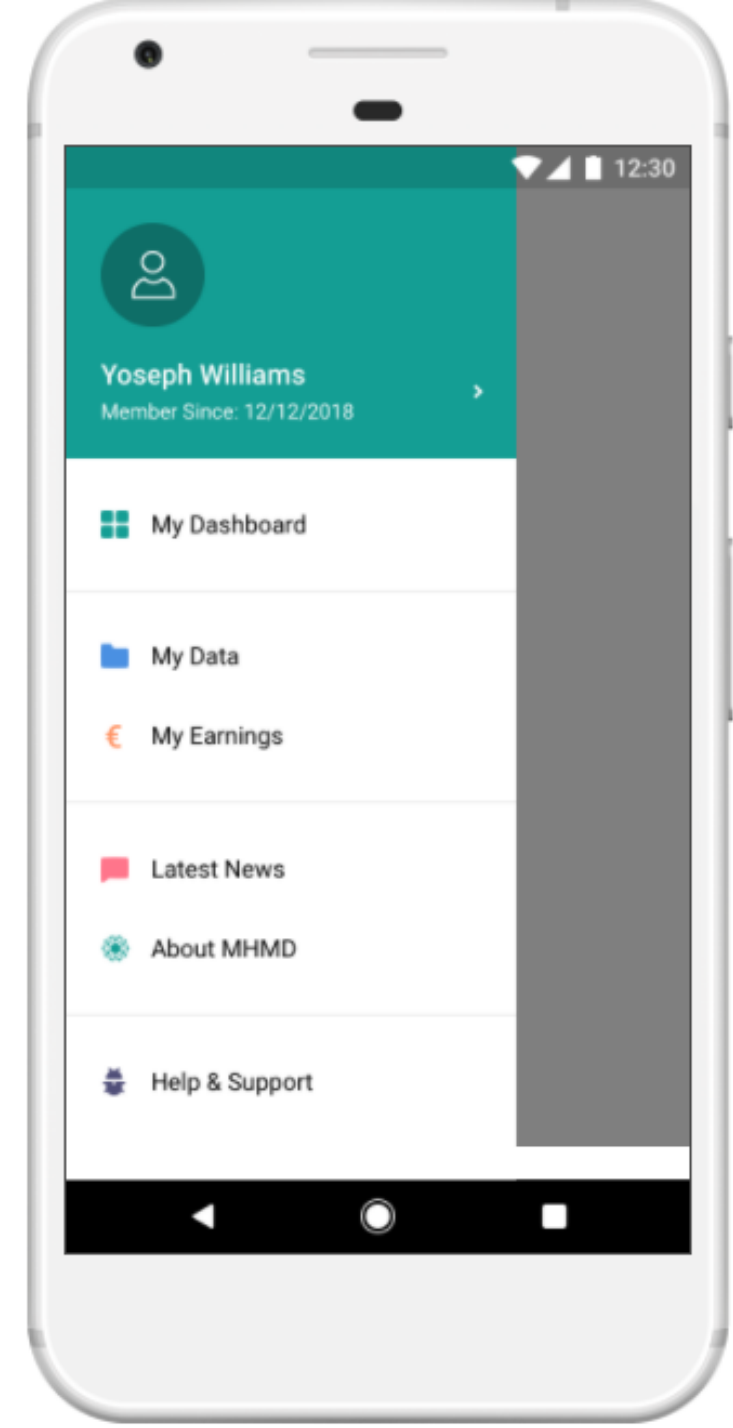 12:30
Yoseph Williams
Member Since: 12/12/2018
My Dashboard
My Data
€ My Earnings
Latest News
About MHMD
Help & Support